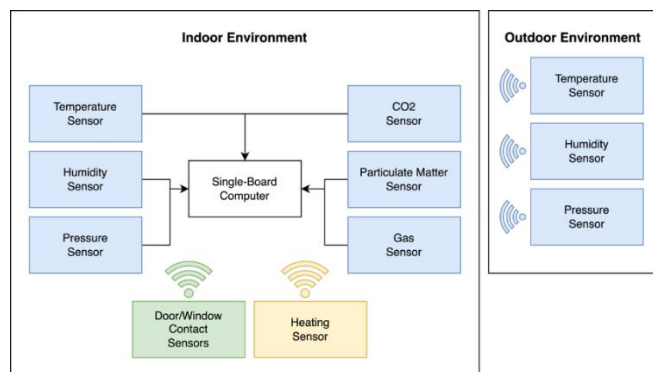 Indoor Environment
Outdoor Environment
Temperature
Sensor
CO2
Sensor
Humidity
Sensor
Single-Board
Computer
Particulate Matter
Sensor
Pressure
Sensor
Gas
Sensor
Door/Window
Contact
Sensors
Heating
Sensor
Temperature
Sensor
Humidity
Sensor
Pressure
Sensor